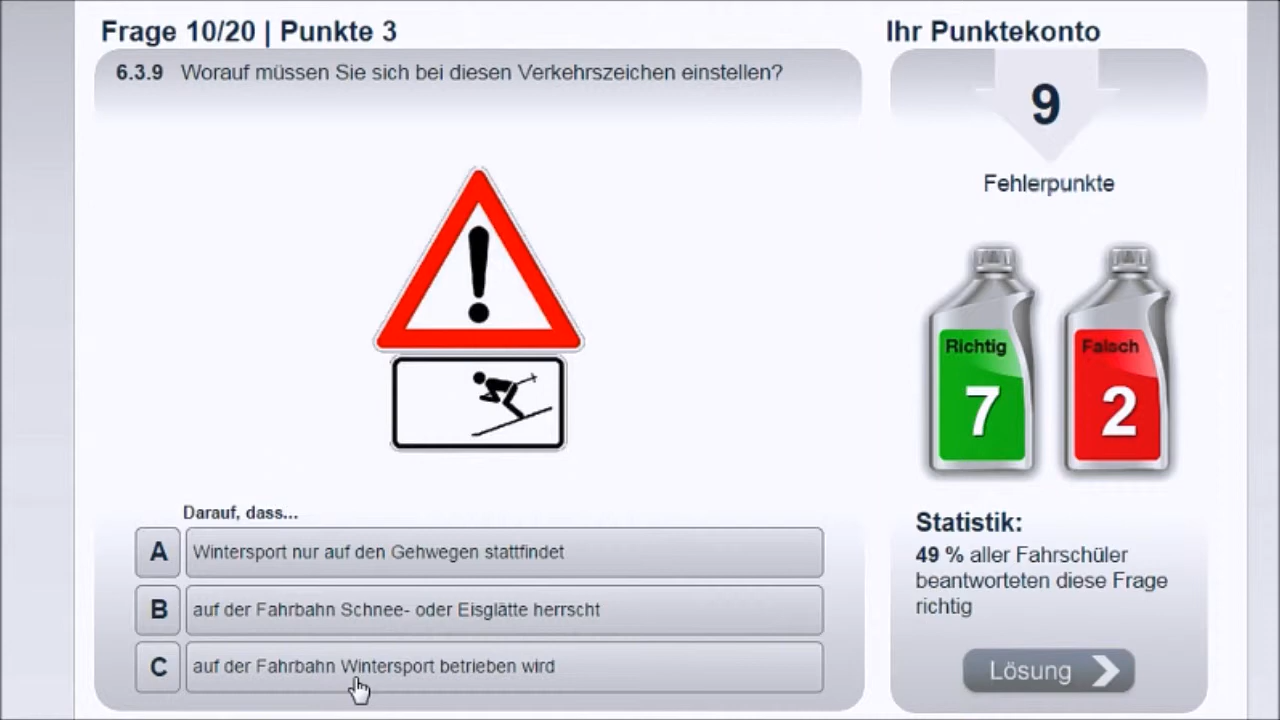 Frage 10/20 | Punkte 3
6.3.9 Worauf müssen Sie sich bei diesen Verkehrszeichen einstellen?
Darauf, dass...
A Wintersport nur auf den Gehwegen stattfindet
B auf der Fahrbahn Schnee- oder Eisglätte herrscht
C auf der Fahrbahn Wintersport betrieben wird
Ihr Punktekonto
9
Fehlerpunkte
Richtig
7
Falsch
2
Statistik:
49 % aller Fahrschüler
beantworteten diese Frage
richtig
Lösung